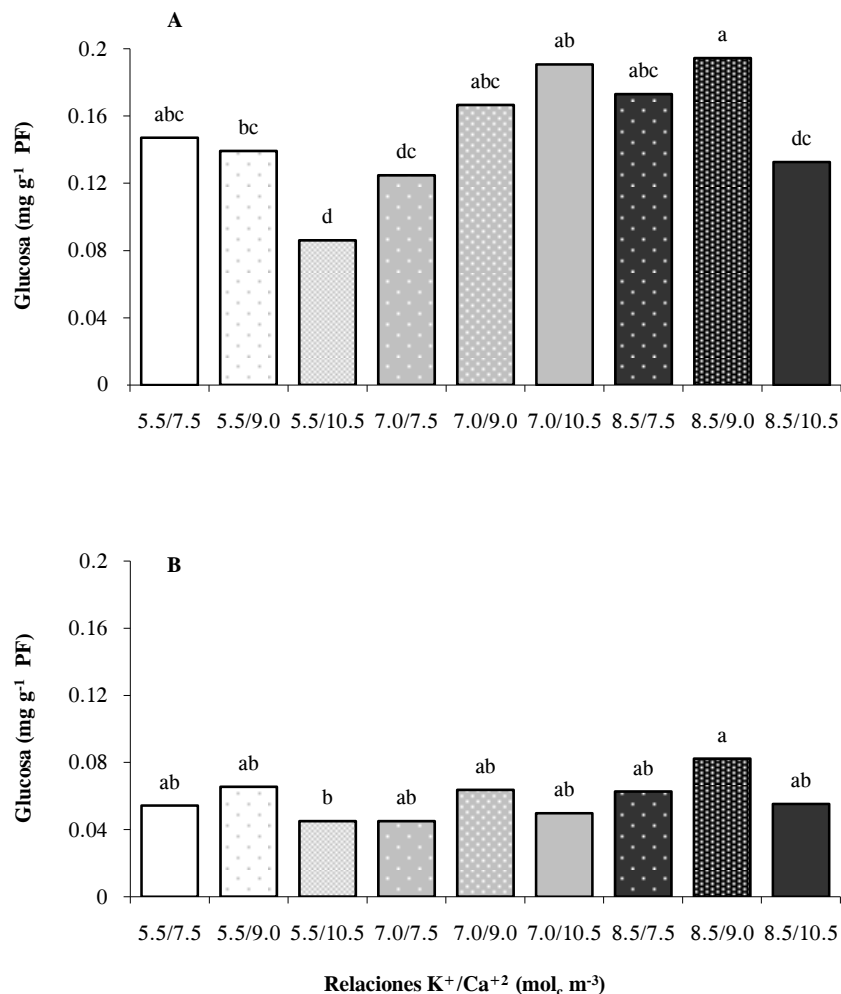 A
0.2
0.16
0.12
0.08
0.04
0
Glucosa (mg g⁻¹ PF)
abc
bc
d
dc
abc
ab
abc
a
dc
5.5/7.5 5.5/9.0 5.5/10.5 7.0/7.5 7.0/9.0 7.0/10.5 8.5/7.5 8.5/9.0 8.5/10.5
B
0.2
0.16
0.12
0.08
0.04
0
Glucosa (mg g⁻¹ PF)
ab
ab
b
ab
ab
ab
ab
a
ab
5.5/7.5 5.5/9.0 5.5/10.5 7.0/7.5 7.0/9.0 7.0/10.5 8.5/7.5 8.5/9.0 8.5/10.5
Relaciones K⁺/Ca⁺² (mol_c m⁻³)